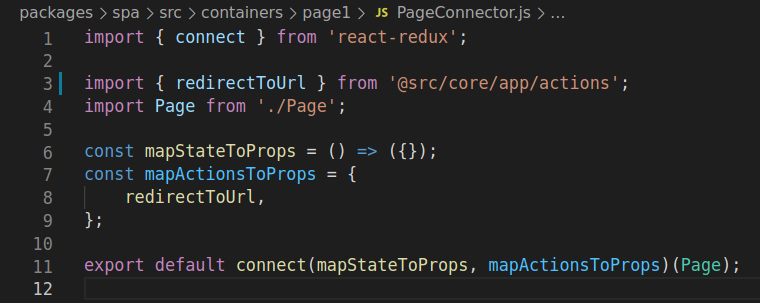 packages > spa > src > containers > page1 > JS PageConnector.js > ...
1 import { connect } from 'react-redux';
2
3 import { redirectToUrl } from '@src/core/app/actions';
4 import Page from './Page';
5
6 const mapStateToProps = () => ({});
7 const mapActionsToProps = {
8     redirectToUrl,
9 };
10
11 export default connect(mapStateToProps, mapActionsToProps)(Page);
12